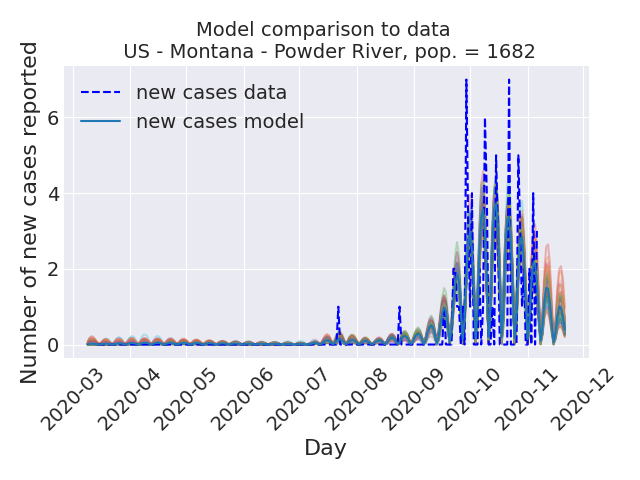 Model comparison to data
US - Montana - Powder River, pop. = 1682
Number of new cases reported
new cases data
new cases model
6
4
2
0
2020-03
2020-04
2020-05
2020-06
2020-07
2020-08
2020-09
2020-10
2020-11
2020-12
Day